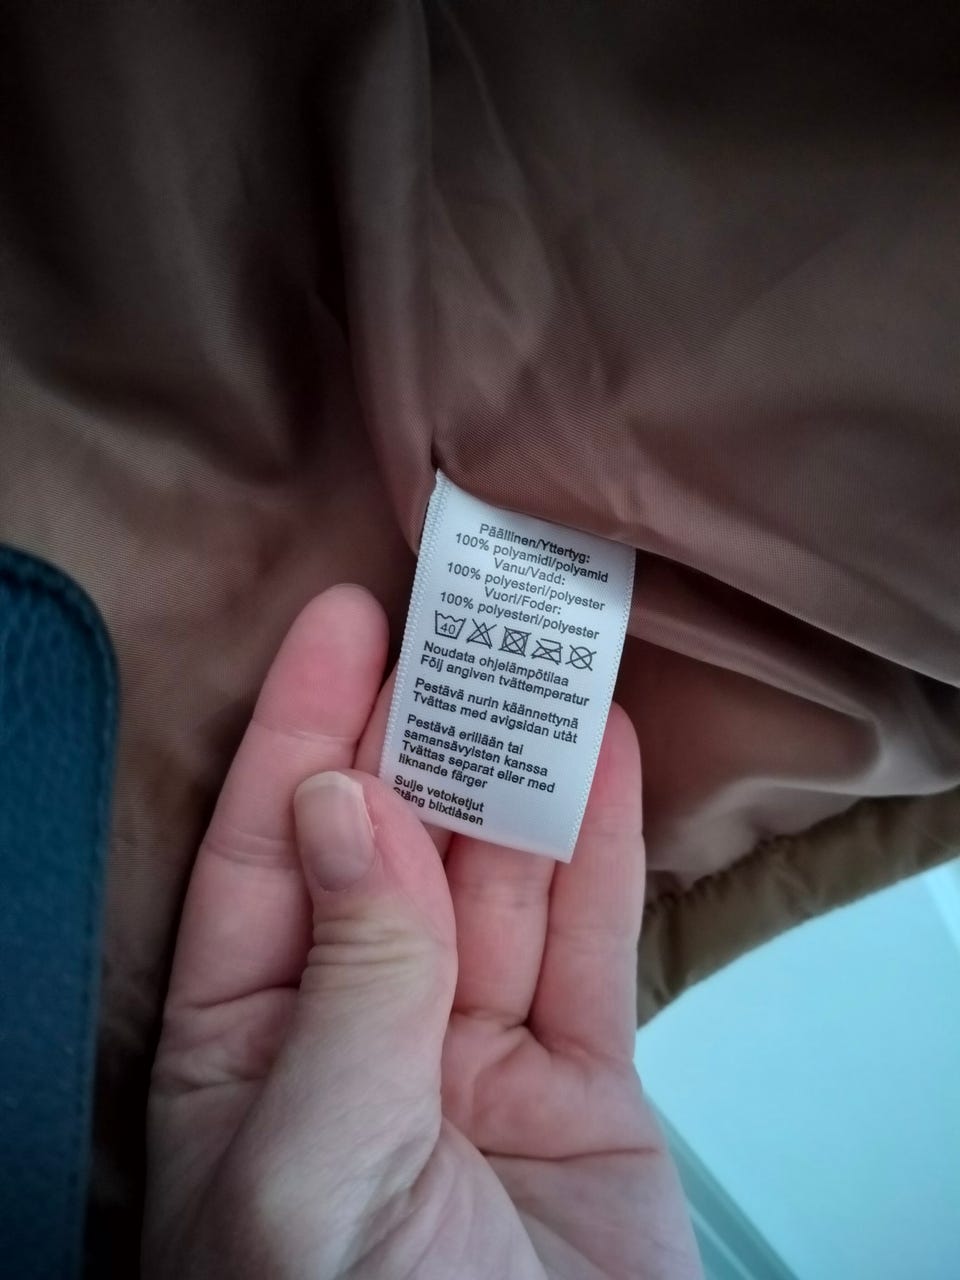 Päällinen/Yttertyg:
100% polyamidi/polyamid
Vanu/Vadd:
100% polyesteri/polyester
Vuori/Foder:
100% polyesteri/polyester
40
Noudata ohjelämpötilaa
Följ angiven tvättemperatur
Pestävä nurin käännettynä
Tvättas med avigsidan utåt
Pestävä erillään tai
samansävyisten kanssa
Tvättas separat eller med
liknande färger
Sulje vetoketjut
Stäng blixtlåsen